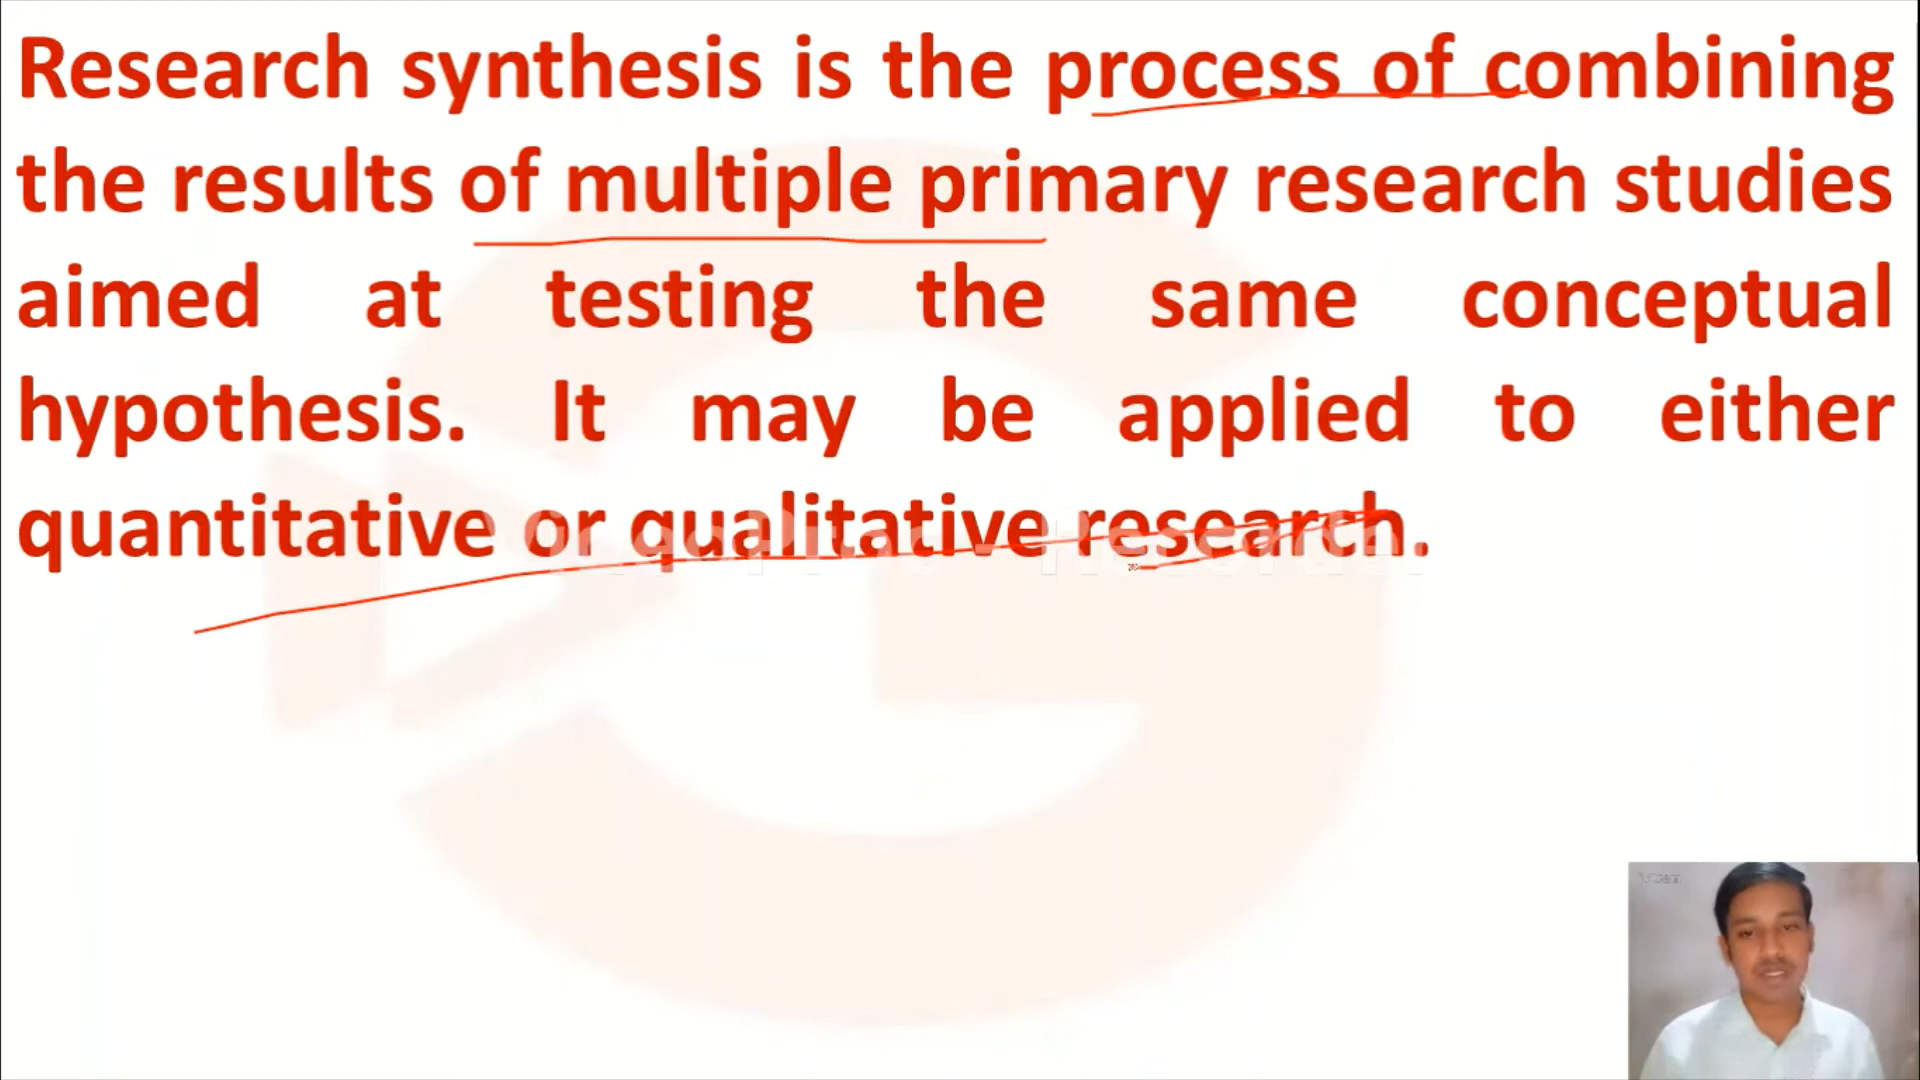 Research synthesis is the process of combining
the results of multiple primary research studies
aimed at testing the same conceptual
hypothesis. It may be applied to either
quantitative or qualitative research.